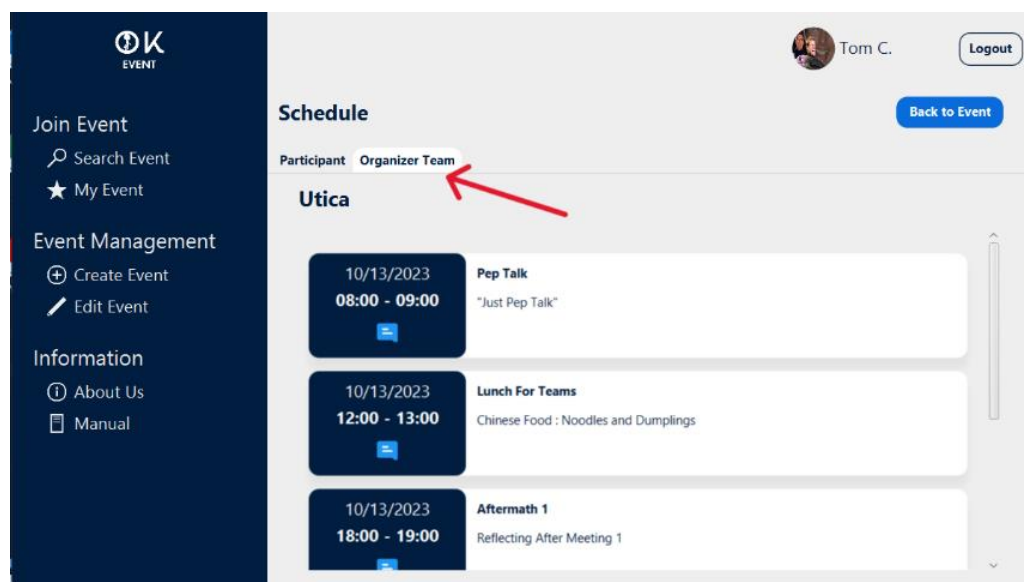 OK
EVENT
Join Event
Search Event
My Event
Event Management
Create Event
Edit Event
Information
About Us
Manual
Tom C.
Logout
Schedule
Back to Event
Participant
Organizer Team
Utica
10/13/2023
08:00 - 09:00
Pep Talk
"Just Pep Talk"
10/13/2023
12:00 - 13:00
Lunch For Teams
Chinese Food : Noodles and Dumplings
10/13/2023
18:00 - 19:00
Aftermath 1
Reflecting After Meeting 1